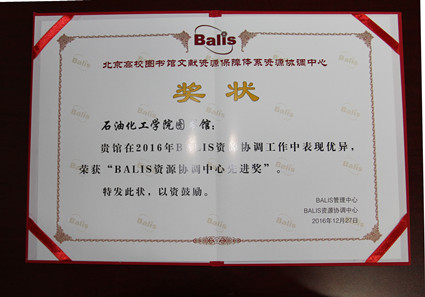 Balis
北京高校图书馆文献资源保障体系资源协调中心
奖状
石油化工学院图书馆：
贵馆在2016年BALIS资源协调工作中表现优异，
荣获“BALIS资源协调中心先进奖”。
特发此状，以资鼓励。
BALIS管理中心
BALIS资源协调中心
2016年12月27日